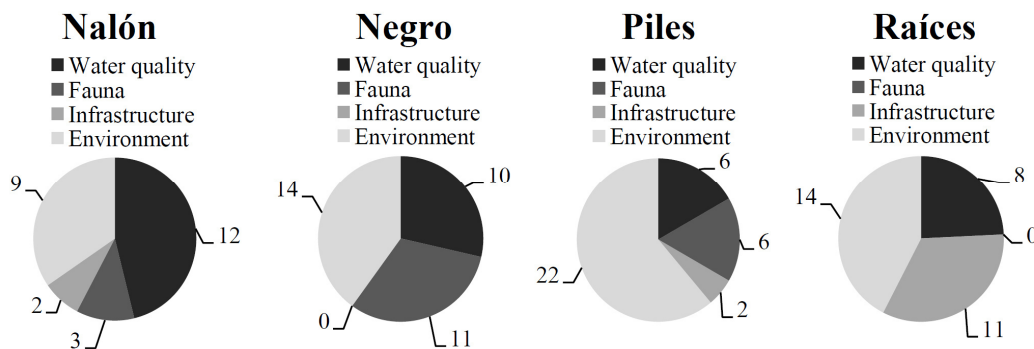 Nalón
Water quality
Fauna
Infrastructure
Environment
9
12
2
3
Negro
Water quality
Fauna
Infrastructure
Environment
14
10
0
11
Piles
Water quality
Fauna
Infrastructure
Environment
6
6
22
2
Raíces
Water quality
Fauna
Infrastructure
Environment
8
14
0
11